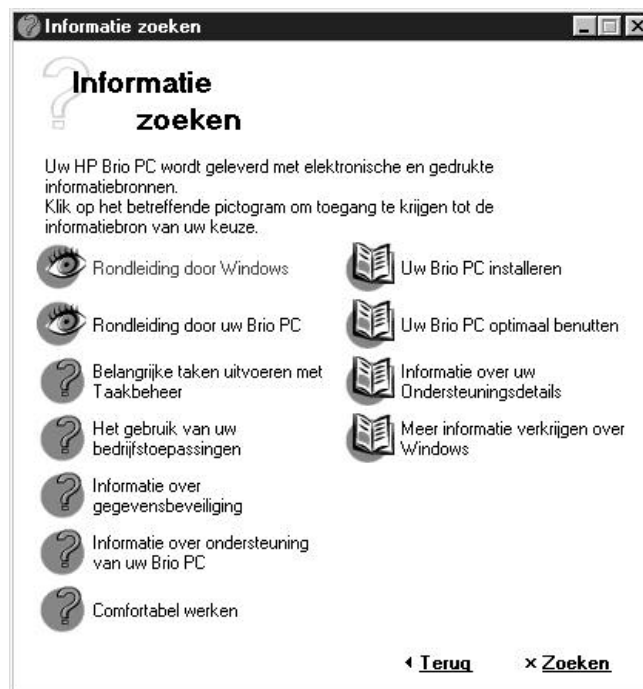 Informatie zoeken
Informatie
zoeken
Uw HP Brio PC wordt geleverd met elektronische en gedrukte
informatiebronnen.
Klik op het betreffende pictogram om toegang te krijgen tot de
informatiebron van uw keuze.
Rondleiding door Windows
Rondleiding door uw Brio PC
Belangrijke taken uitvoeren met
Taakbeheer
Het gebruik van uw
bedrijfstoepassingen
Informatie over
gegevensbeveiliging
Informatie over ondersteuning
van uw Brio PC
Comfortabel werken
Uw Brio PC installeren
Uw Brio PC optimaal benutten
Informatie over uw
Ondersteuningsdetails
Meer informatie verkrijgen over
Windows
Terug
Zoeken